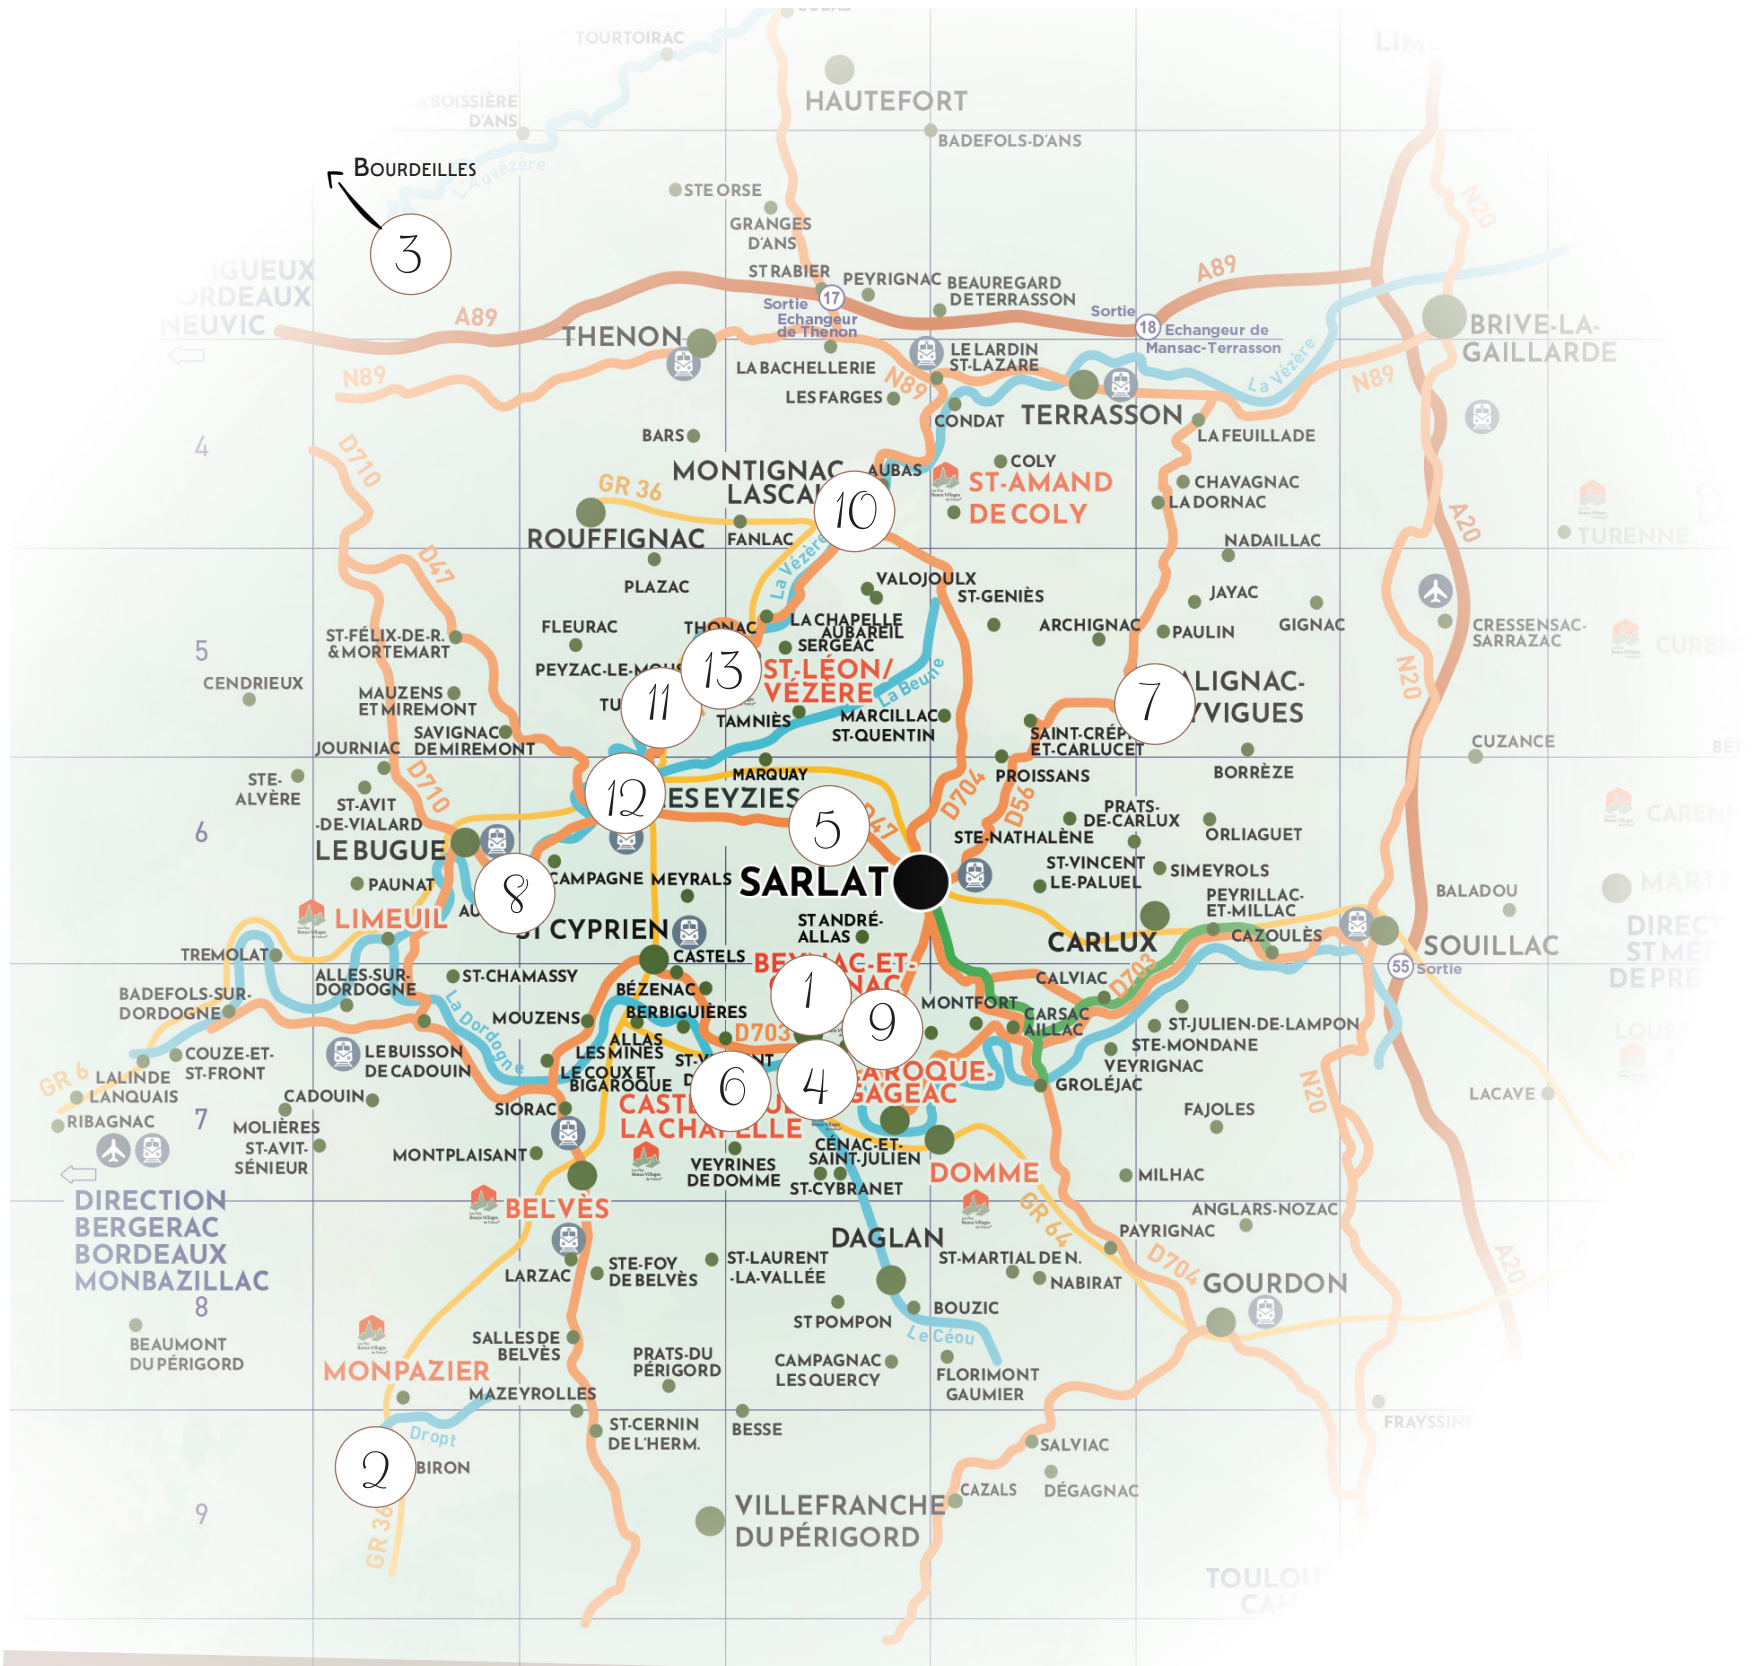 TOURTOIRAC
HAUTEFORT
BOISSIÈRE
D'ANS
BADEFOLS-D'ANS
BOURDEILLES
L'Auvézère
STE ORSE
N20
GRANGES
D'ANS
3
ST RABIER
PEYRIGNAC
BEAUREGARD
DE TERRASSON
A89
NEUVIC
A89
Sortie
17
Echangeur
de Thenon
Sortie
18
Echangeur de
Mansac-Terrasson
THENON
BRIVE-LA-
GAILLARDE
LE LARDIN
ST-LAZARE
La Vézère
LA BACHELLERIE
N89
N89
N89
LES FARGES
CONDAT
TERRASSON
LA FEUILLADE
BARS
4
D710
MONTIGNAC
AUBAS
COLY
ST-AMAND
DE COLY
CHAVAGNAC
LA DORNAC
GR 36
10
ROUFFIGNAC
FANLAC
A20
TURENNE
NADAILLAC
La Vézère
D47
PLAZAC
VALOJOULX
ST-GENIÈS
JAYAC
GIGNAC
FLEURAC
THONAC
LA CHAPELLE
AUBAREIL
SERGEAC
ARCHIGNAC
PAULIN
CRESSENSAC-
SARRAZAC
ST-FÉLIX-DE-R.
& MORTEMART
5
13
ST-LÉON/
VÉZÈRE
La Beune
N20
CENDRIEUX
MAUZENS
ET MIREMONT
11
7
TAMNIÈS
MARCILLAC
ST-QUENTIN
SAVIGNAC
DE MIREMONT
ET-CARLUCET
CUZANCE
JOURNIAC
MARQUAY
PROISSANS
BORRÈZE
STE-
ALVÈRE
D710
12
D704
D56
PRATS-
DE-CARLUX
ST-AVIT
-DE-VIALARD
5
STE-NATHALÈNE
ORLIAGUET
6
LE BUGUE
ST-VINCENT
LE-PALUEL
SIMEYROLS
PAUNAT
8
CAMPAGNE
MEYRALS
SARLAT
PEYRILLAC-
ET-MILLAC
BALADOU
LIMEUIL
ST ANDRÉ-
ALLAS
CARLUX
CAZOULÈS
SOUILLAC
TREMOLAT
CASTELS
55
Sortie
ALLES-SUR-
DORDOGNE
ST-CHAMASSY
CALVIAC
D703
BADEFOLS-SUR-
DORDOGNE
La Dordogne
BÉZENAC
1
MONTFORT
MOUZENS
BERBIGUIÈRES
9
CARSAC
AILLAC
ST-JULIEN-DE-LAMPON
D703
ALLAS
LES MINES
STE-MONDANE
COUZE-ET-
ST-FRONT
LE BUISSON
DE CADOUIN
VEYRIGNAC
LE COUX ET
BIGAROQUE
GR 6
LALINDE
LANQUAIS
CADOUIN
6
4
GAGEAC
GROLÉJAC
N20
LACAVE
SIORAC
LA CHAPELLE
FAJOLES
RIBAGNAC
MOLIÈRES
7
ST-AVIT-
SÉNIEUR
MONTPLAISANT
CÉNAC-ET-
SAINT-JULIEN
VEYRINES
DE DOMME
DOMME
ST-CYBRANET
MILHAC
DIRECTION
BERGERAC
BORDEAUX
MONBAZILLAC
BELVÈS
GR 64
ANGLARS-NOZAC
PAYRIGNAC
DAGLAN
STE-FOY
DE BELVÈS
ST-LAURENT
-LA-VALLÉE
ST-MARTIAL DE N.
NABIRAT
D704
A20
LARZAC
GOURDON
8
BOUZIC
ST POMPON
Le Céou
BEAUMONT
DU PÉRIGORD
SALLES DE
BELVÈS
PRATS-DU
PÉRIGORD
CAMPAGNAC
LES QUERCY
FLORIMONT
GAUMIER
MONPAZIER
MAZEYROLLES
Dropt
ST-CERNIN
DE L'HERM.
BESSE
SALVIAC
2
BIRON
CAZALS
DÉGAGNAC
9
GR 36
VILLEFRANCHE
DU PÉRIGORD